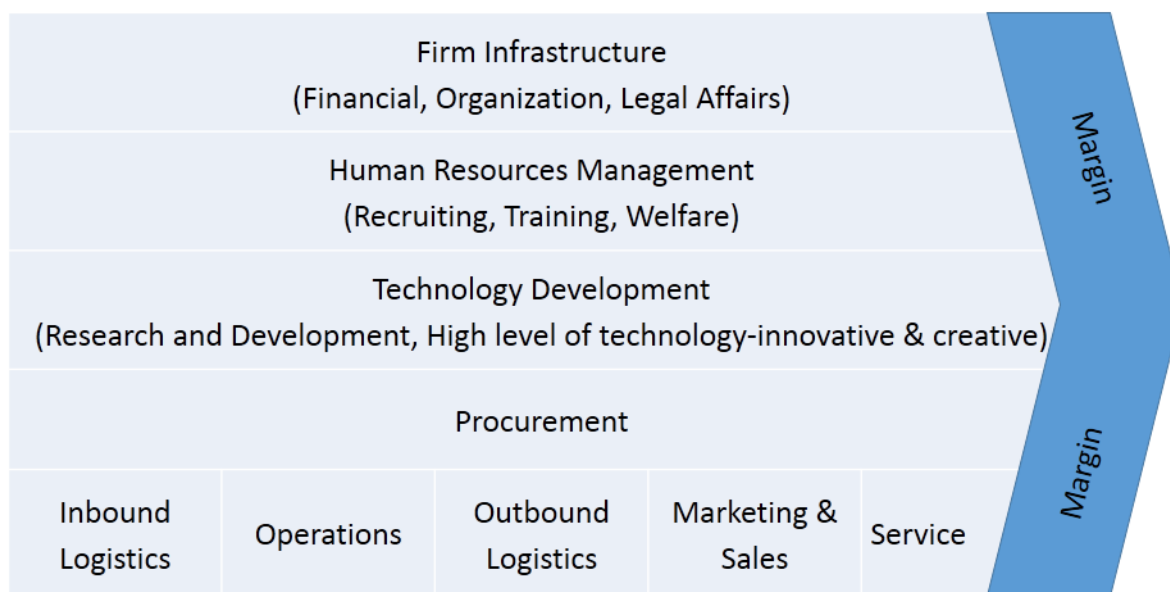 Firm Infrastructure
(Financial, Organization, Legal Affairs)
Margin
Human Resources Management
(Recruiting, Training, Welfare)
Technology Development
(Research and Development, High level of technology-innovative & creative)
Procurement
Margin
Inbound
Logistics
Operations
Outbound
Logistics
Marketing &
Sales
Service